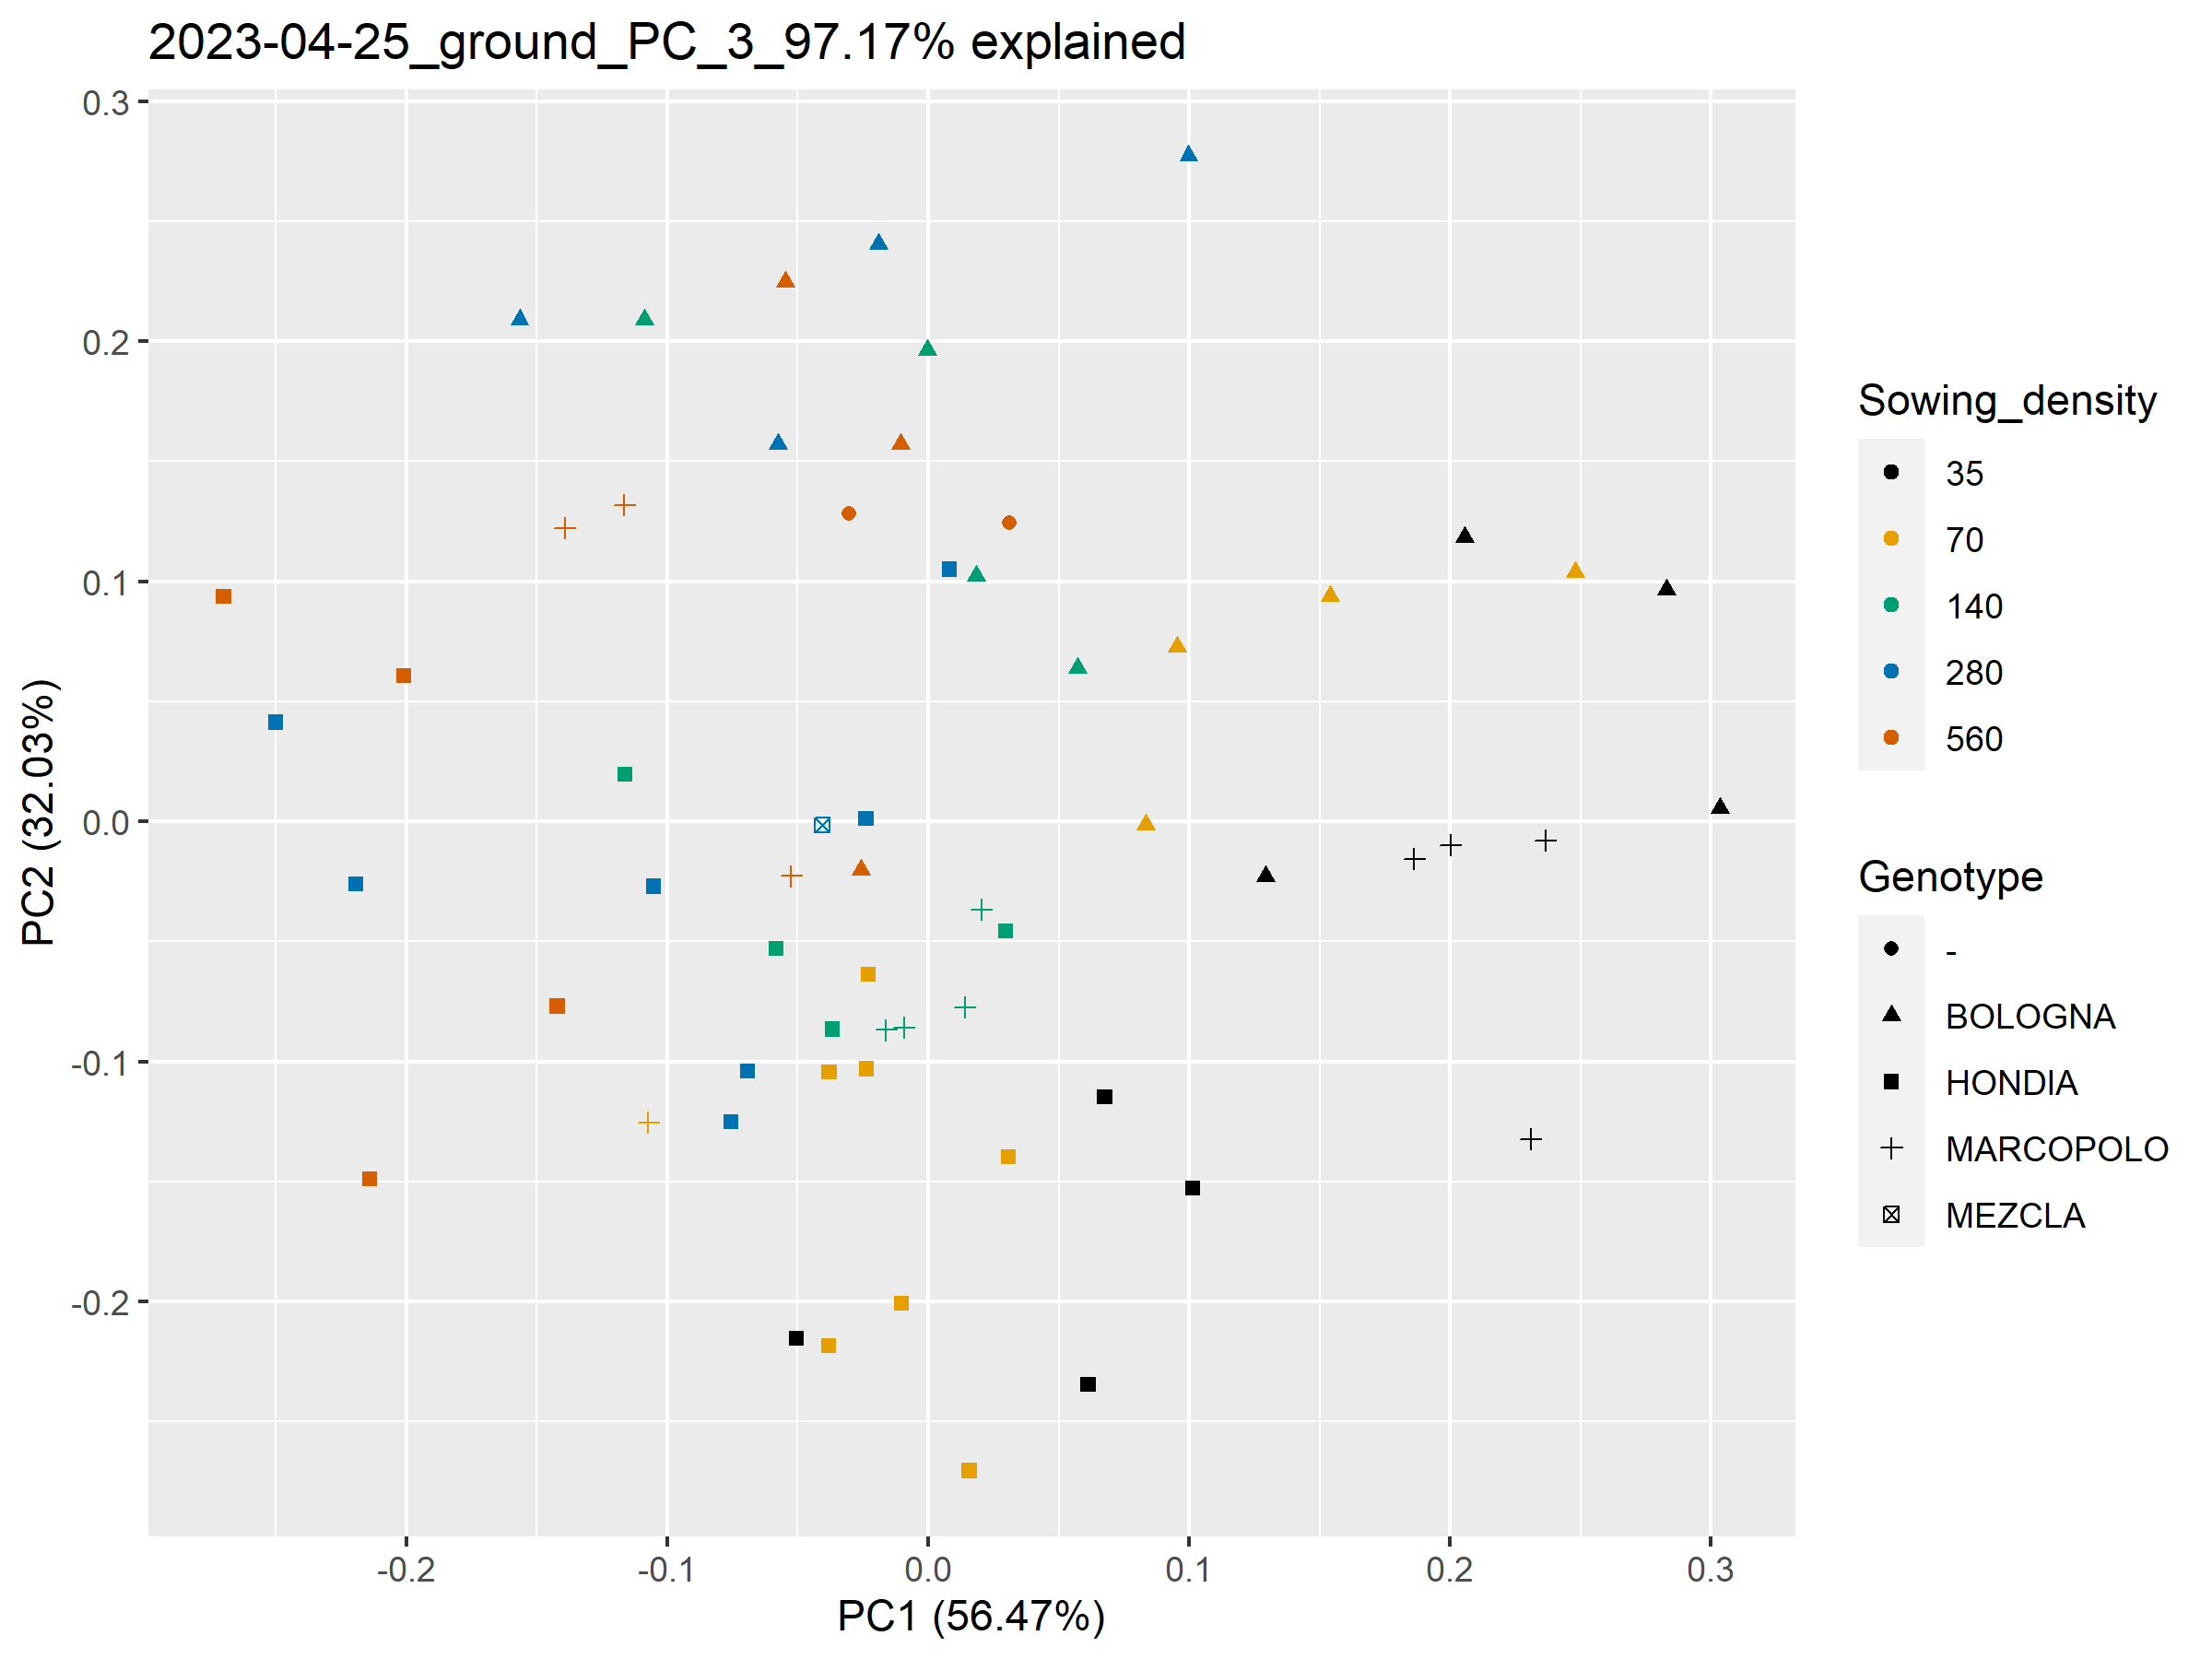 2023-04-25_ground_PC_3_97.17% explained
0.3
0.2
0.1
0.0
-0.1
-0.2
PC2 (32.03%)
-0.2
-0.1
0.0
0.1
0.2
0.3
PC1 (56.47%)
Sowing_density
35
70
140
280
560
Genotype
-
BOLOGNA
HONDIA
MARCOPOLO
MEZCLA